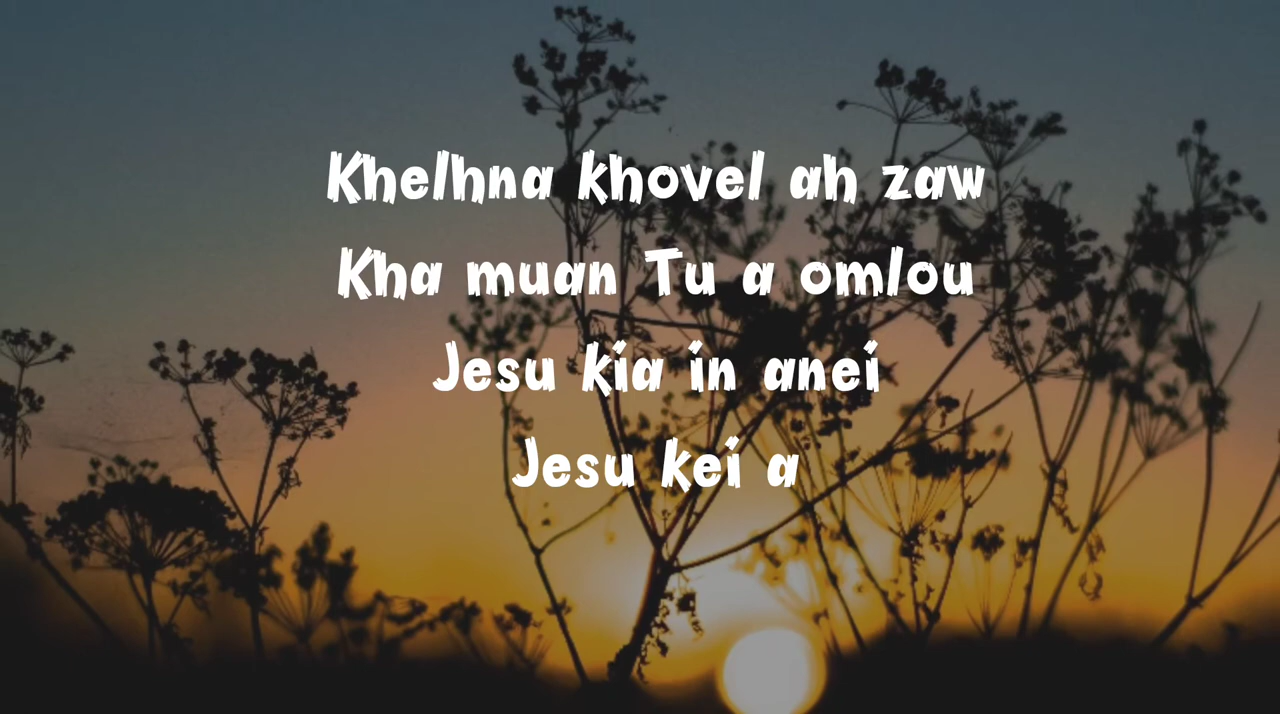 Khelhna khovel ah zaw
Kha muan Tu a omlou
Jesu kia in anei
Jesu kei a